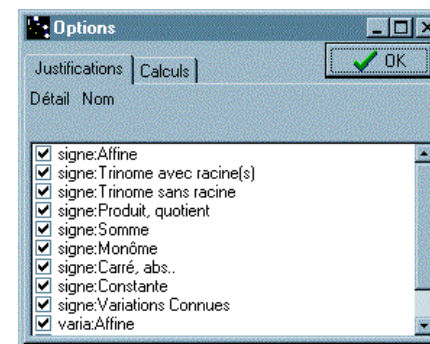 Options
OK
Justifications Calculs
Détail Nom
signe:Affine
signe:Trinome avec racine(s)
signe:Trinome sans racine
signe:Produit, quotient
signe:Somme
signe:Monôme
signe:Carré, abs..
signe:Constante
signe:Variations Connues
varia:Affine